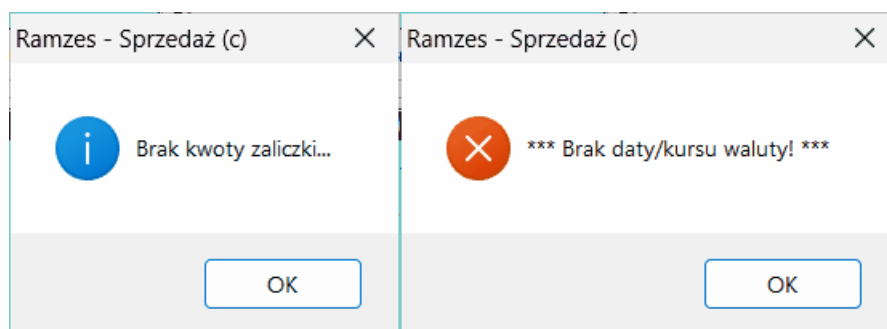 Ramzes - Sprzedaż (c)
Brak kwoty zaliczki...
OK
Ramzes - Sprzedaż (c)
*** Brak daty/kursu waluty! ***
OK